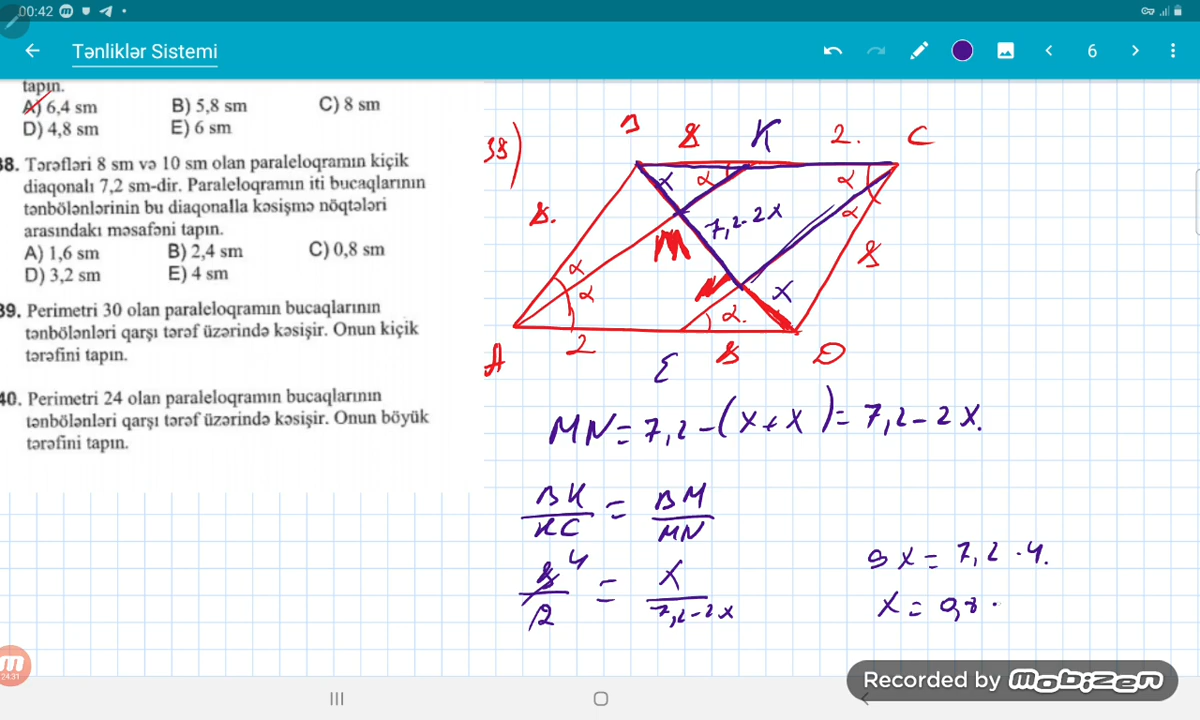 00:42
Tənliklər Sistemi
6
tapın.
A) 6,4 sm B) 5,8 sm C) 8 sm
D) 4,8 sm E) 6 sm
38. Tərəfləri 8 sm və 10 sm olan paraleloqramın kiçik
diaqonalı 7,2 sm-dir. Paraleloqramın iti bucaqlarının
tənbölənlərinin bu diaqonalla kəsişmə nöqtələri
arasındakı məsafəni tapın.
A) 1,6 sm B) 2,4 sm C) 0,8 sm
D) 3,2 sm E) 4 sm
39. Perimetri 30 olan paraleloqramın bucaqlarının
tənbölənləri qarşı tərəf üzərində kəsişir. Onun kiçik
tərəfini tapın.
40. Perimetri 24 olan paraleloqramın bucaqlarının
tənbölənləri qarşı tərəf üzərində kəsişir. Onun böyük
tərəfini tapın.
38)
B 8 K 2. C
x α α
8. 7,2-2x α
M 8
α N x
α α.
A 2 E 8 D
MN = 7,2 - (x + x) = 7,2 - 2x.
BK/KC = BM/MN
8/2 4 = x/7,2-2x
9x = 7,2 · 4.
x = 0,8.
24:31
Recorded by mobizen